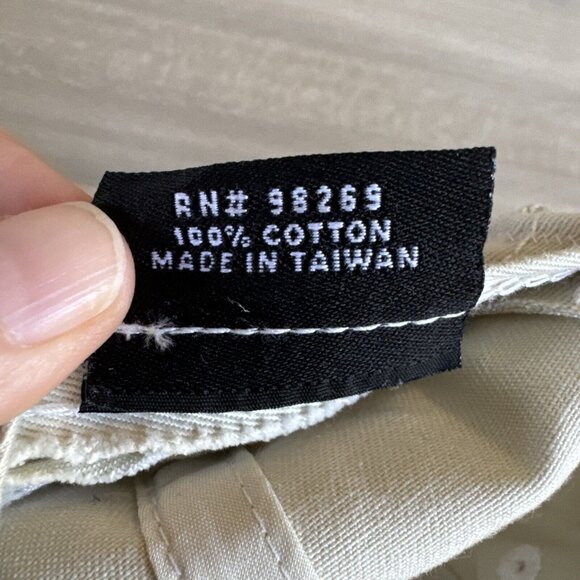 RN# 98269
100% COTTON
MADE IN TAIWAN